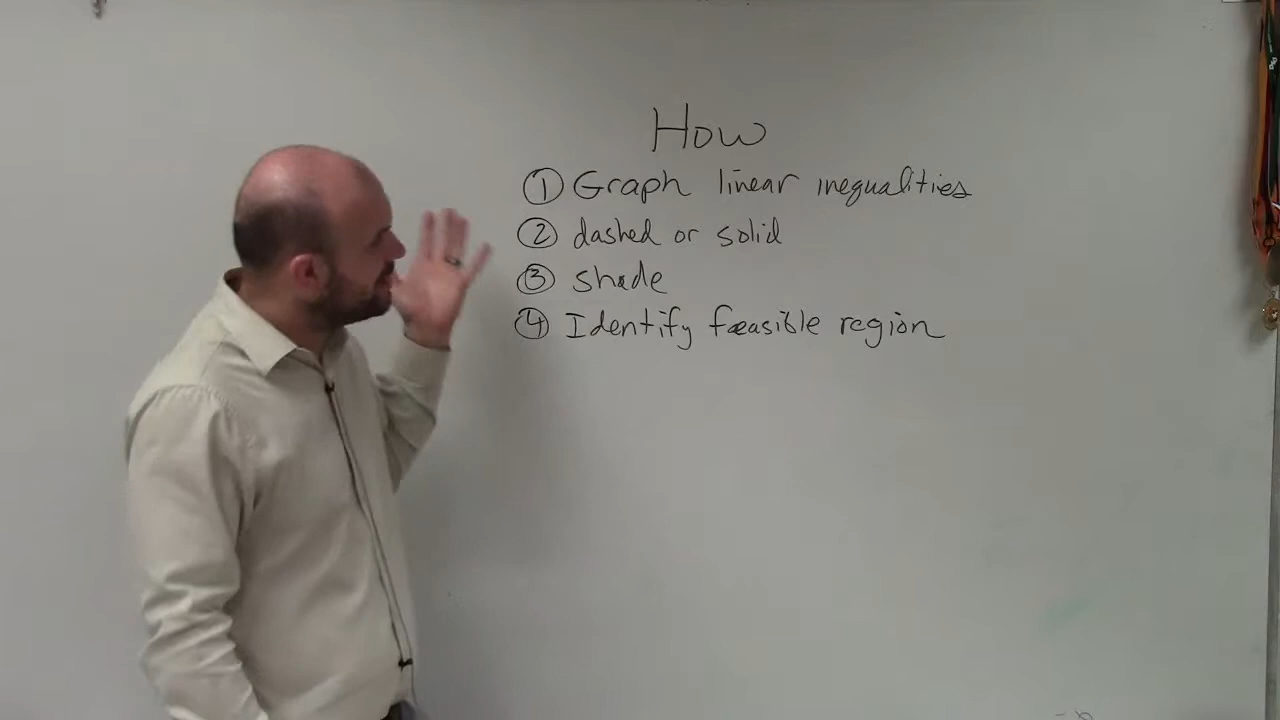 How
① Graph linear inequalities
② dashed or solid
③ shade
④ Identify feasible region